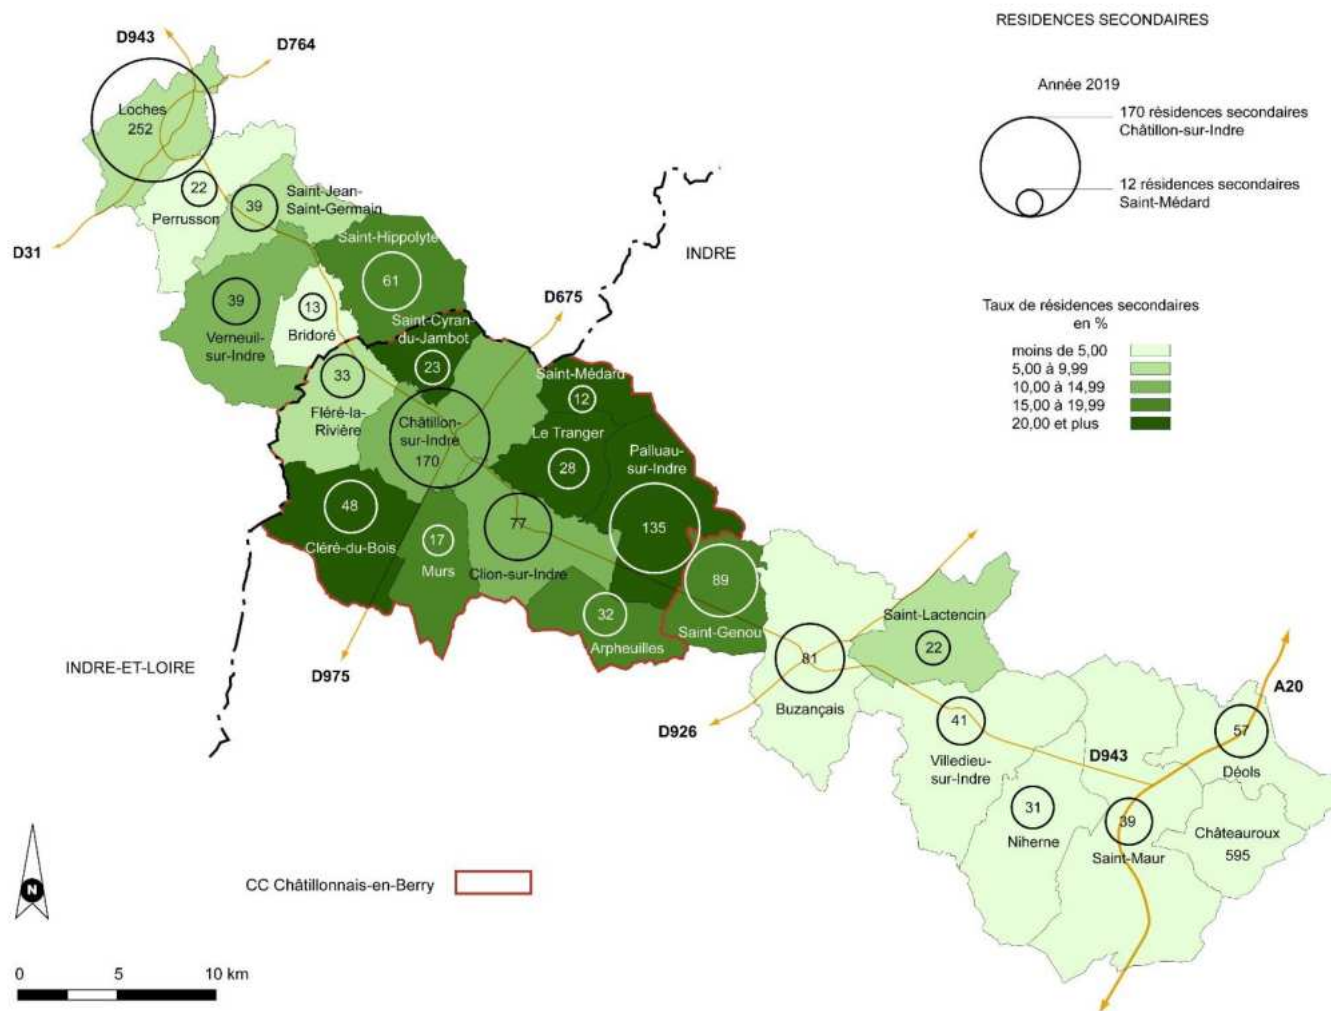 RESIDENCES SECONDAIRES
Année 2019
170 résidences secondaires
Châtillon-sur-Indre
12 résidences secondaires
Saint-Médard
Taux de résidences secondaires
en %
moins de 5,00
5,00 à 9,99
10,00 à 14,99
15,00 à 19,99
20,00 et plus
D943
D764
Loches
252
22
Perrusson
39
Saint-Jean-
Saint-Germain
D31
Saint-Hippolyte
61
INDRE
39
Verneuil-
sur-Indre
13
Bridoré
D675
Saint-Cyran-
du-Jambot
23
33
Fléré-la-
Rivière
Saint-Médard
12
Châtillon-
sur-Indre
170
Le Tranger
28
Palluau-
sur-Indre
135
48
Cléré-du-Bois
17
Murs
77
Clion-sur-Indre
89
Saint-Genou
32
Arpheuilles
INDRE-ET-LOIRE
D975
Saint-Lactencin
22
81
Buzançais
D926
41
Villedieu-
sur-Indre
D943
A20
57
Déols
31
Niherne
39
Saint-Maur
Châteauroux
595
CC Châtillonnais-en-Berry
N
0 5 10 km